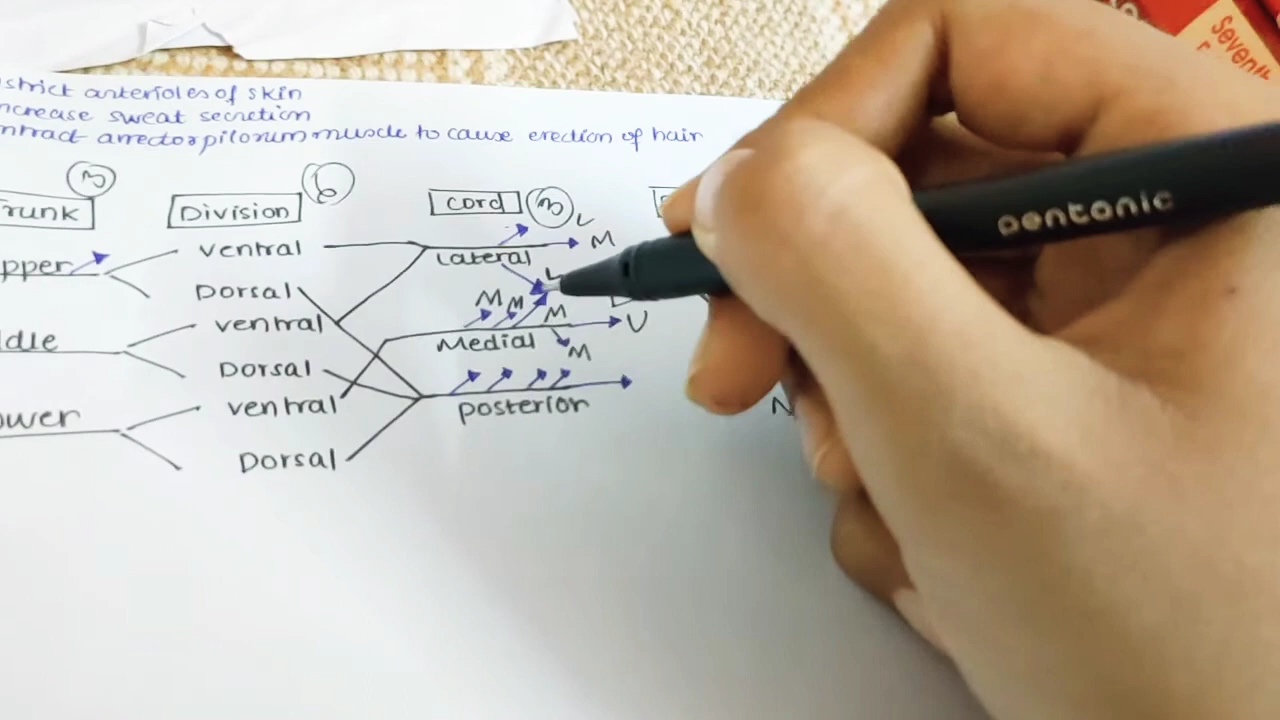 strict arterioles of skin
ncrease sweat secretion
ntract arrector pilorum muscle to cause erection of hair
3 6
runk Division cord 3
L
ventral M
pper Lateral
Dorsal L
M M M
ventral U
ddle Medial
M
Dorsal
ventral posterior
ower
Dorsal
N
pentonic
Seventh